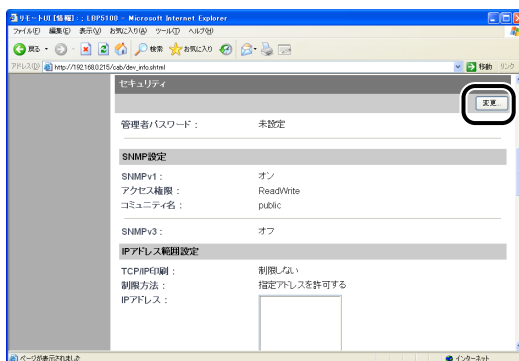 リモートUI [情報] : ; LBP5100 - Microsoft Internet Explorer
ファイル(F) 編集(E) 表示(V) お気に入り(A) ツール(T) ヘルプ(H)
戻る 検索 お気に入り
アドレス(D) http://192.168.0.215/cab/dev_info.shtml 移動 リンク
セキュリティ
変更...
管理者パスワード : 未設定
SNMP設定
SNMPv1 : オン
アクセス権限 : ReadWrite
コミュニティ名 : public
SNMPv3 : オフ
IPアドレス範囲設定
TCP/IP印刷 : 制限しない
制限方法 : 指定アドレスを許可する
IPアドレス :
ページが表示されました インターネット